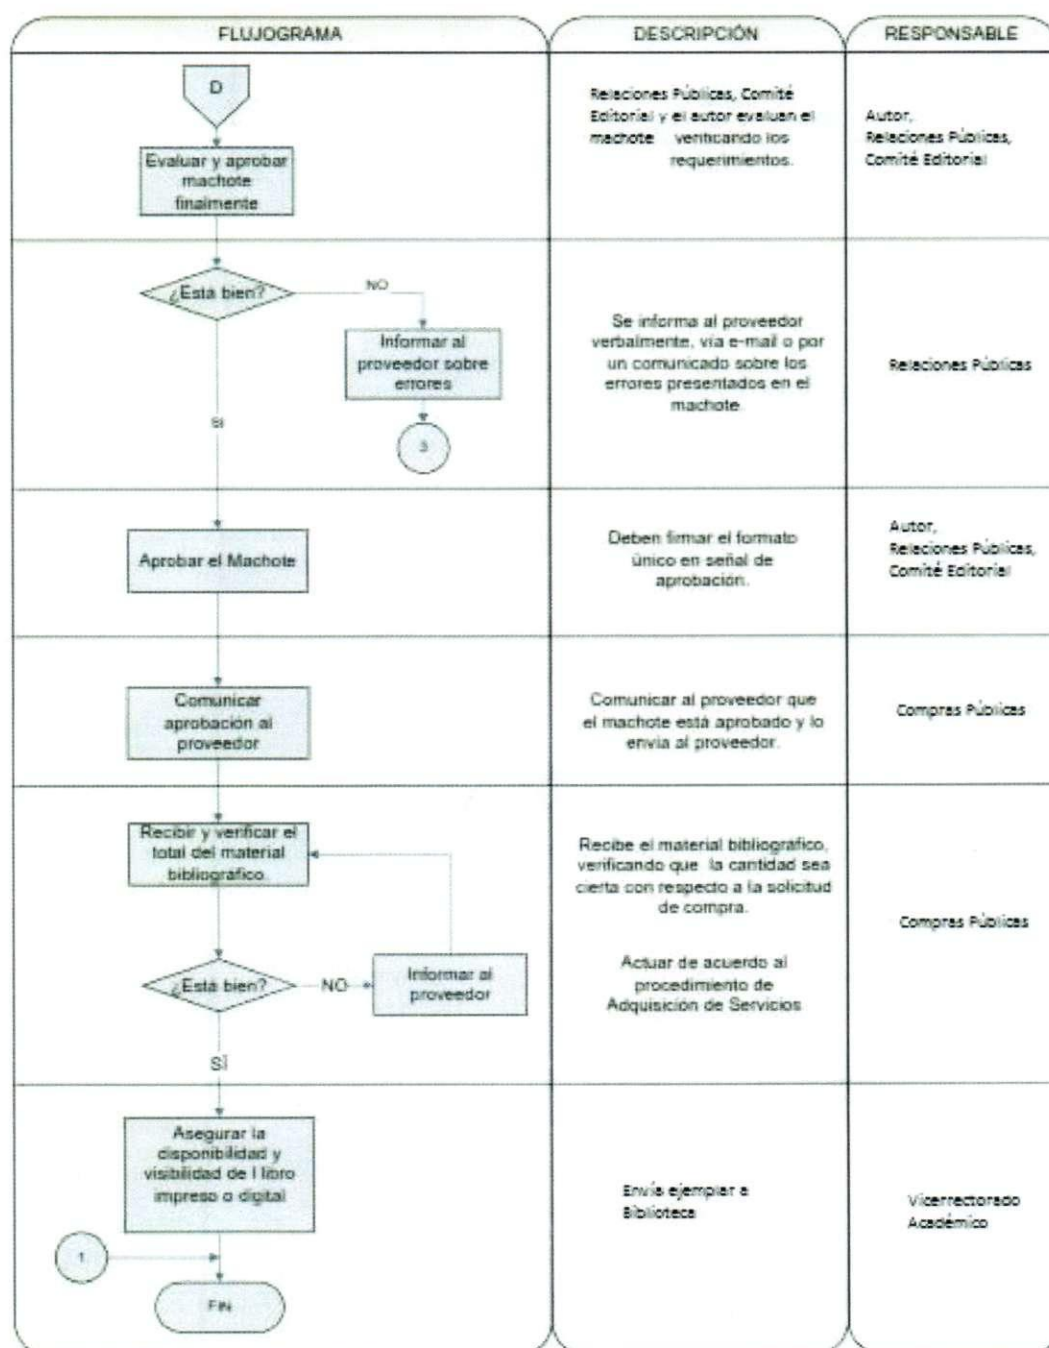 FLUJOGRAMA
DESCRIPCIÓN
RESPONSABLE
D
Evaluar y aprobar
machote
finalmente
Relaciones Públicas, Comité
Editorial y el autor evaluan el
machote verificando los
requerimientos.
Autor,
Relaciones Públicas,
Comité Editorial
¿Está bien?
NO
Informar al
proveedor sobre
errores
3
SI
Se informa al proveedor
verbalmente, vía e-mail o por
un comunicado sobre los
errores presentados en el
machote
Relaciones Públicas
Aprobar el Machote
Deben firmar el formato
único en señal de
aprobación.
Autor,
Relaciones Públicas,
Comité Editorial
Comunicar
aprobación al
proveedor
Comunicar al proveedor que
el machote está aprobado y lo
envia al proveedor.
Compras Públicas
Recibir y verificar el
total del material
bibliográfico.
¿Está bien?
NO
Informar al
proveedor
SÍ
Recibe el material bibliográfico,
verificando que la cantidad sea
cierta con respecto a la solicitud
de compra.
Actuar de acuerdo al
procedimiento de
Adquisición de Servicios
Compras Públicas
Asegurar la
disponibilidad y
visibilidad de l libro
impreso o digital
1
FIN
Envía ejemplar a
Biblioteca
Vicerrectorado
Académico